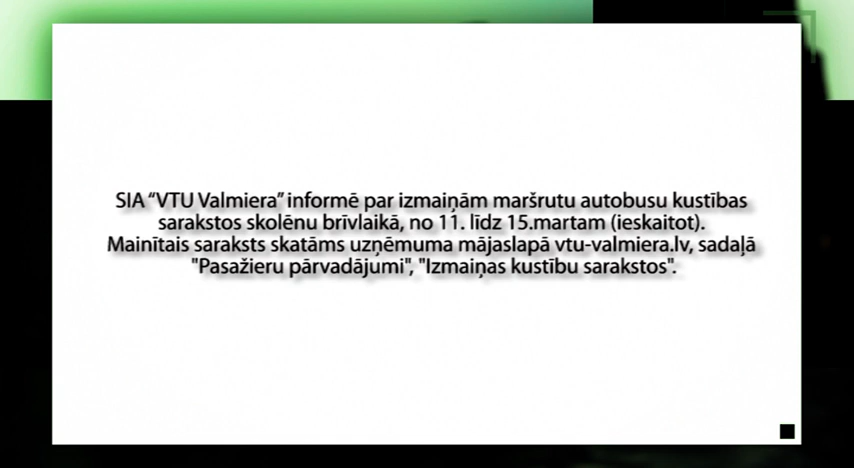 SIA “VTU Valmiera” informē par izmaiņām maršrutu autobusu kustības
sarakstos skolēnu brīvlaikā, no 11. līdz 15.martam (ieskaitot).
Mainītais saraksts skatāms uzņēmuma mājaslapā vtu-valmiera.lv, sadaļā
"Pasažieru pārvadājumi", "Izmaiņas kustību sarakstos".